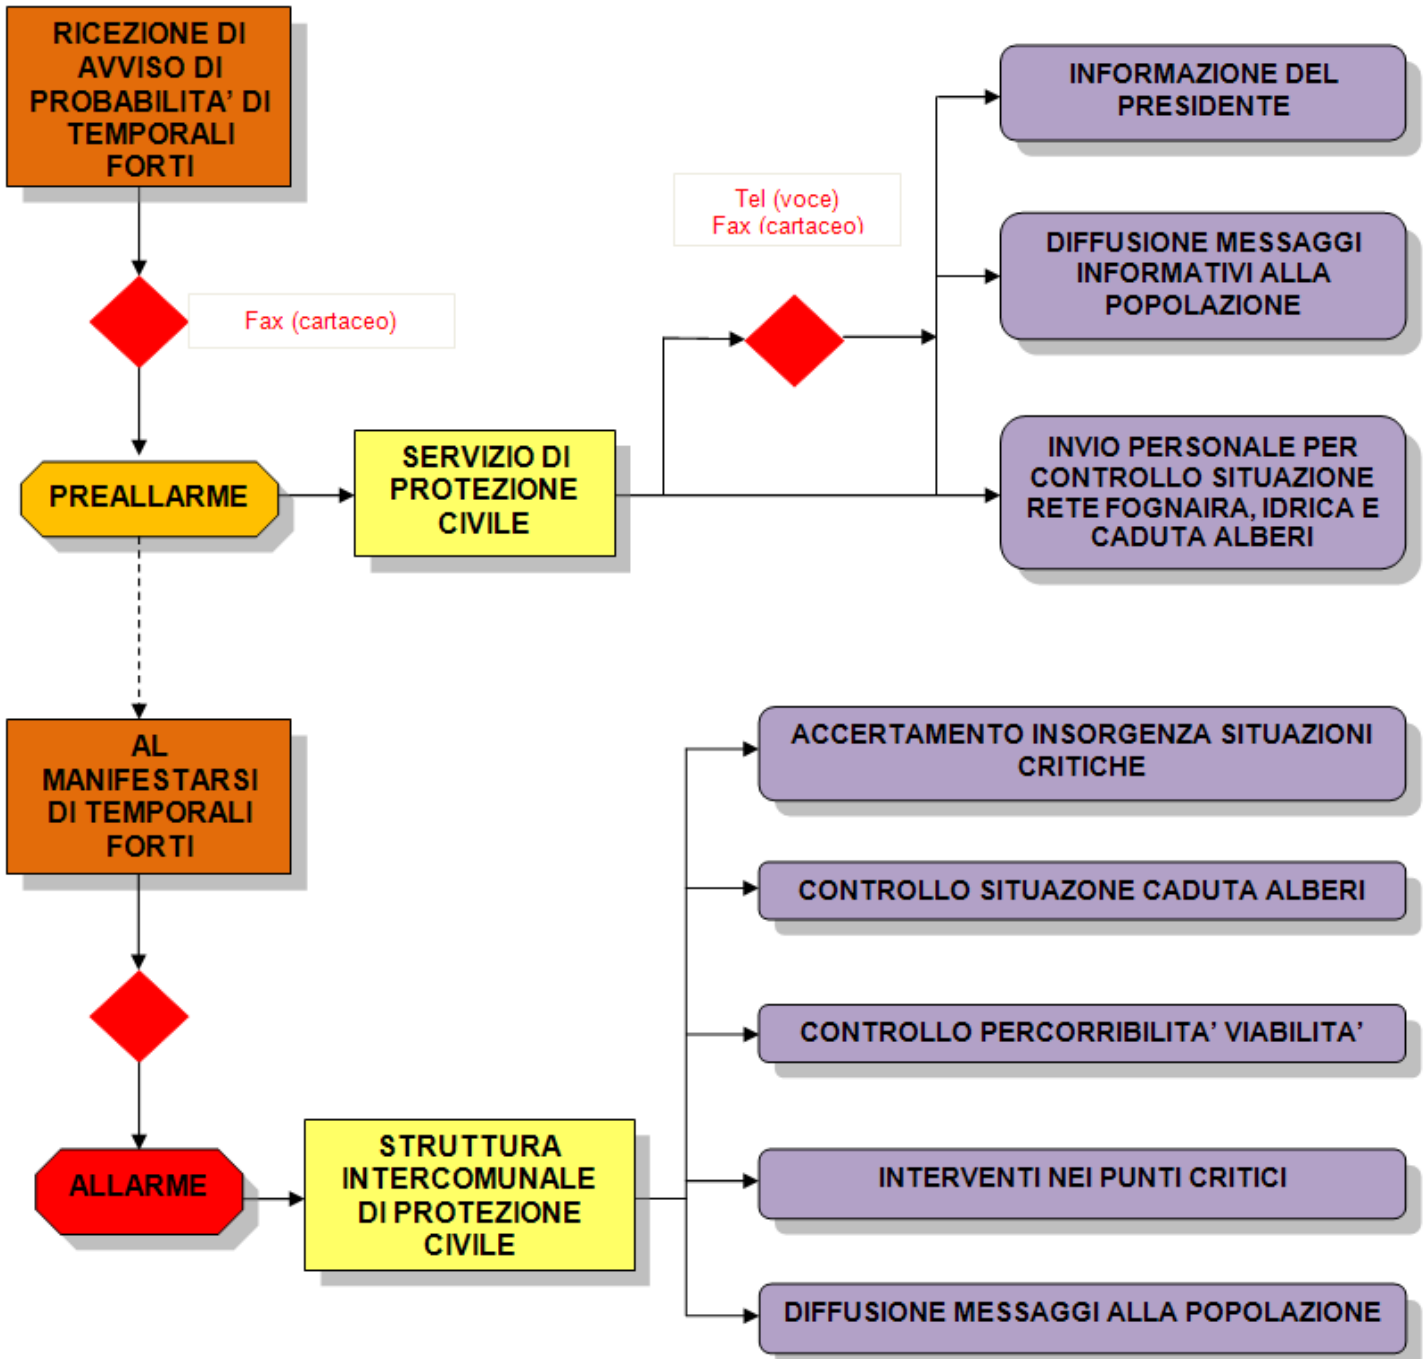 RICEZIONE DI
AVVISO DI
PROBABILITA' DI
TEMPORALI
FORTI
Fax (cartaceo)
PREALLARME
SERVIZIO DI
PROTEZIONE
CIVILE
Tel (voce)
Fax (cartaceo)
INFORMAZIONE DEL
PRESIDENTE
DIFFUSIONE MESSAGGI
INFORMATIVI ALLA
POPOLAZIONE
INVIO PERSONALE PER
CONTROLLO SITUAZIONE
RETE FOGNAIRA, IDRICA E
CADUTA ALBERI
AL
MANIFESTARSI
DI TEMPORALI
FORTI
ALLARME
STRUTTURA
INTERCOMUNALE
DI PROTEZIONE
CIVILE
ACCERTAMENTO INSORGENZA SITUAZIONI
CRITICHE
CONTROLLO SITUAZONE CADUTA ALBERI
CONTROLLO PERCORRIBILITA' VIABILITA'
INTERVENTI NEI PUNTI CRITICI
DIFFUSIONE MESSAGGI ALLA POPOLAZIONE